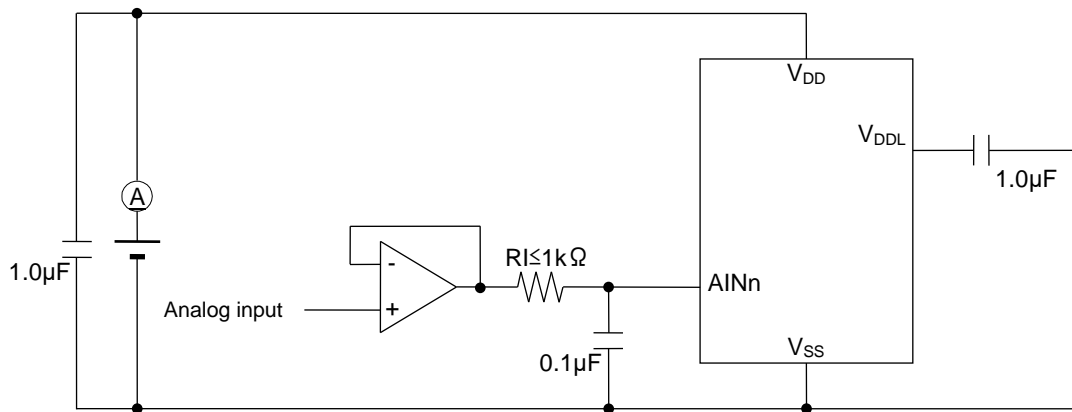 V_DD
V_DDL
1.0μF
A
1.0μF
RI≦1kΩ
-
+
AINn
Analog input
V_SS
0.1μF